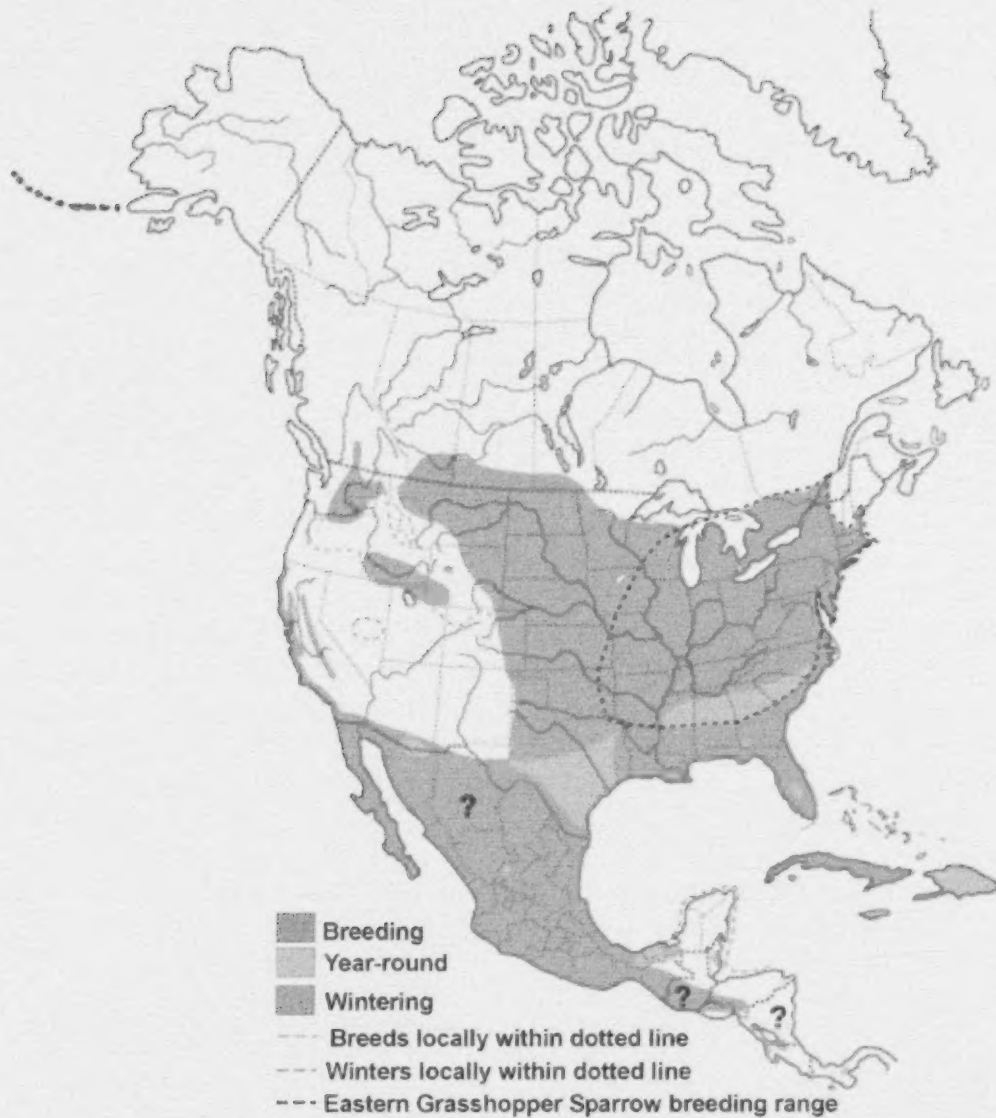 ?
?
?
Breeding
Year-round
Wintering
Breeds locally within dotted line
Winters locally within dotted line
Eastern Grasshopper Sparrow breeding range